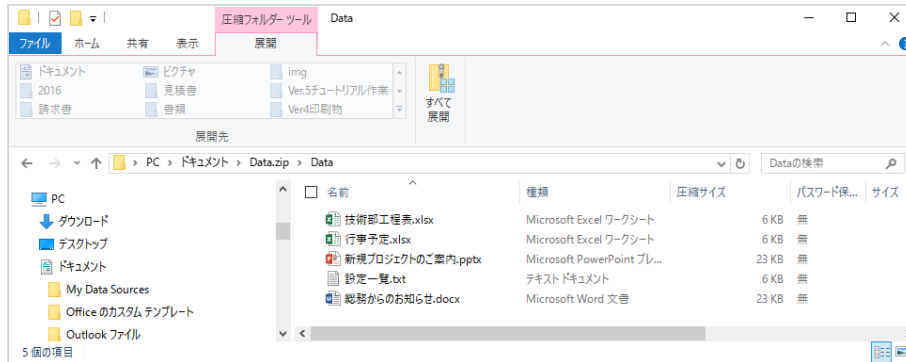 圧縮フォルダー ツール Data
ファイル ホーム 共有 表示 展開
ドキュメント ピクチャ img
2016 見積書 Ver.5チュートリアル作業
請求書 書類 Ver4印刷物
すべて
展開
展開先
PC › ドキュメント › Data.zip › Data
Dataの検索
PC
ダウンロード
デスクトップ
ドキュメント
My Data Sources
Office のカスタム テンプレート
Outlook ファイル
名前 種類 圧縮サイズ パスワード保... サイズ
技術部工程表.xlsx Microsoft Excel ワークシート 6 KB 無
行事予定.xlsx Microsoft Excel ワークシート 6 KB 無
新規プロジェクトのご案内.pptx Microsoft PowerPoint プレ... 23 KB 無
設定一覧.txt テキスト ドキュメント 6 KB 無
総務からのお知らせ.docx Microsoft Word 文書 23 KB 無
5 個の項目